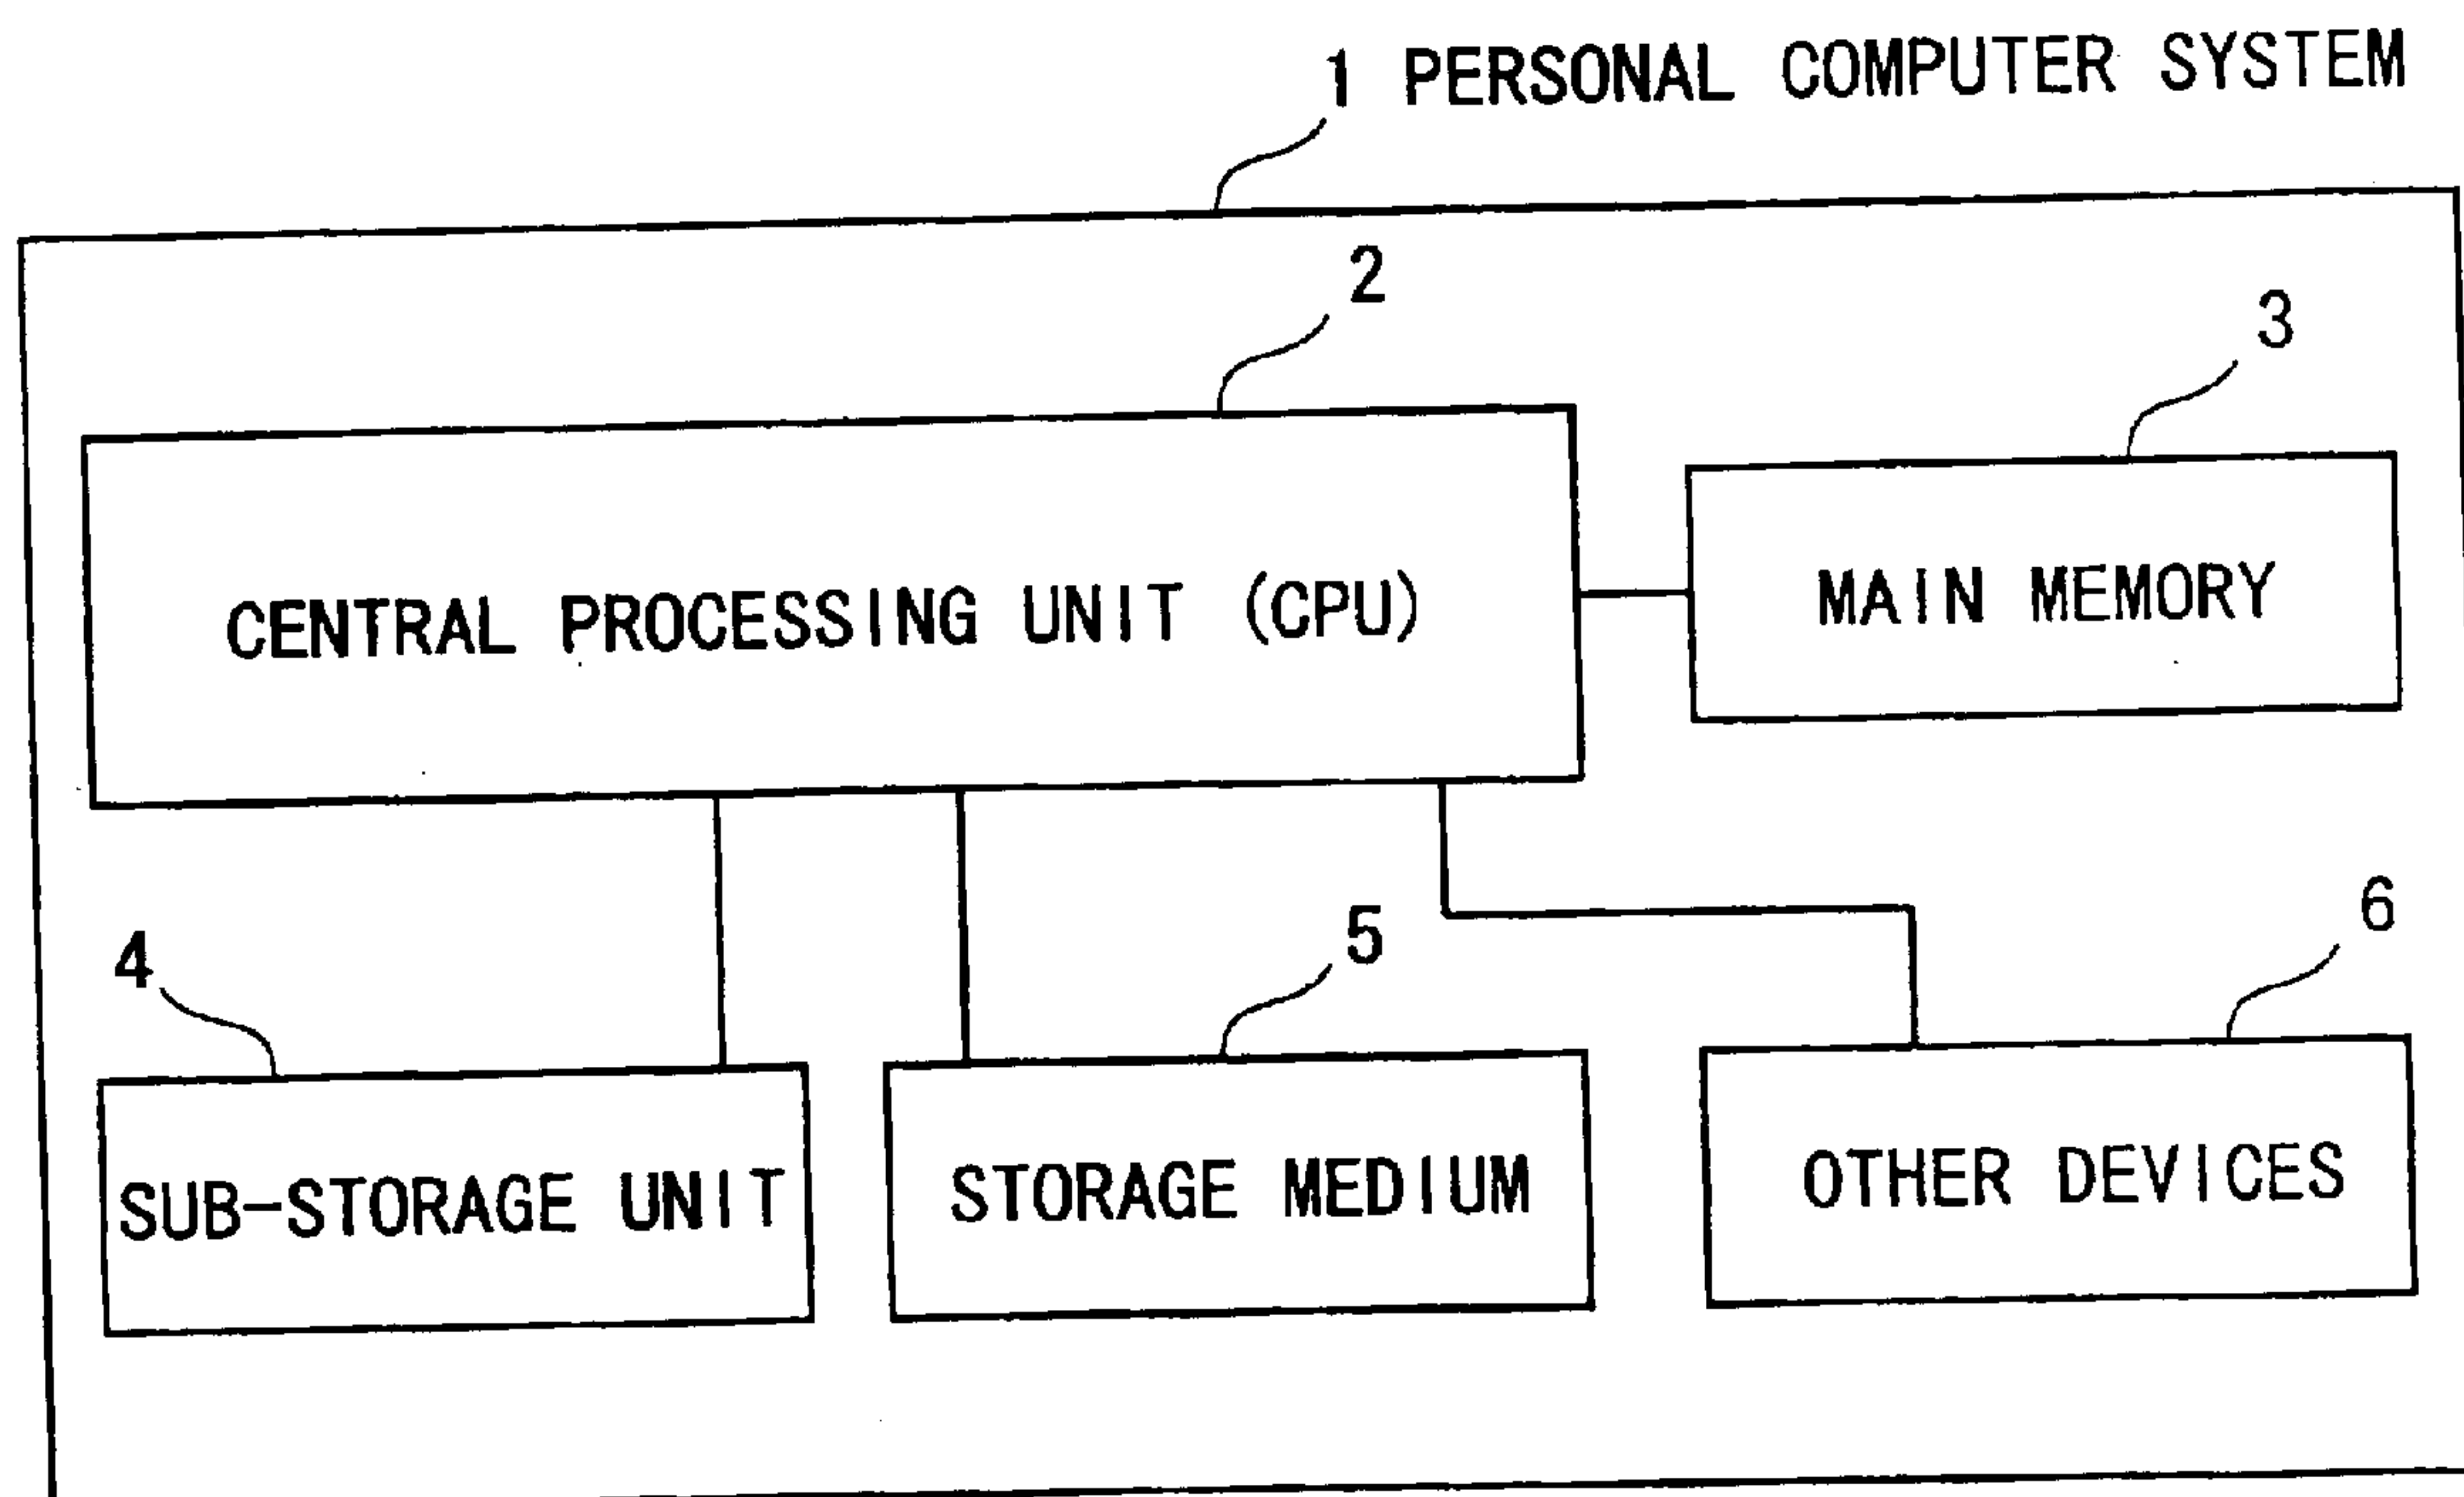 1 PERSONAL COMPUTER SYSTEM
2
3
CENTRAL PROCESSING UNIT (CPU)
MAIN MEMORY
4
5
6
SUB-STORAGE UNIT
STORAGE MEDIUM
OTHER DEVICES